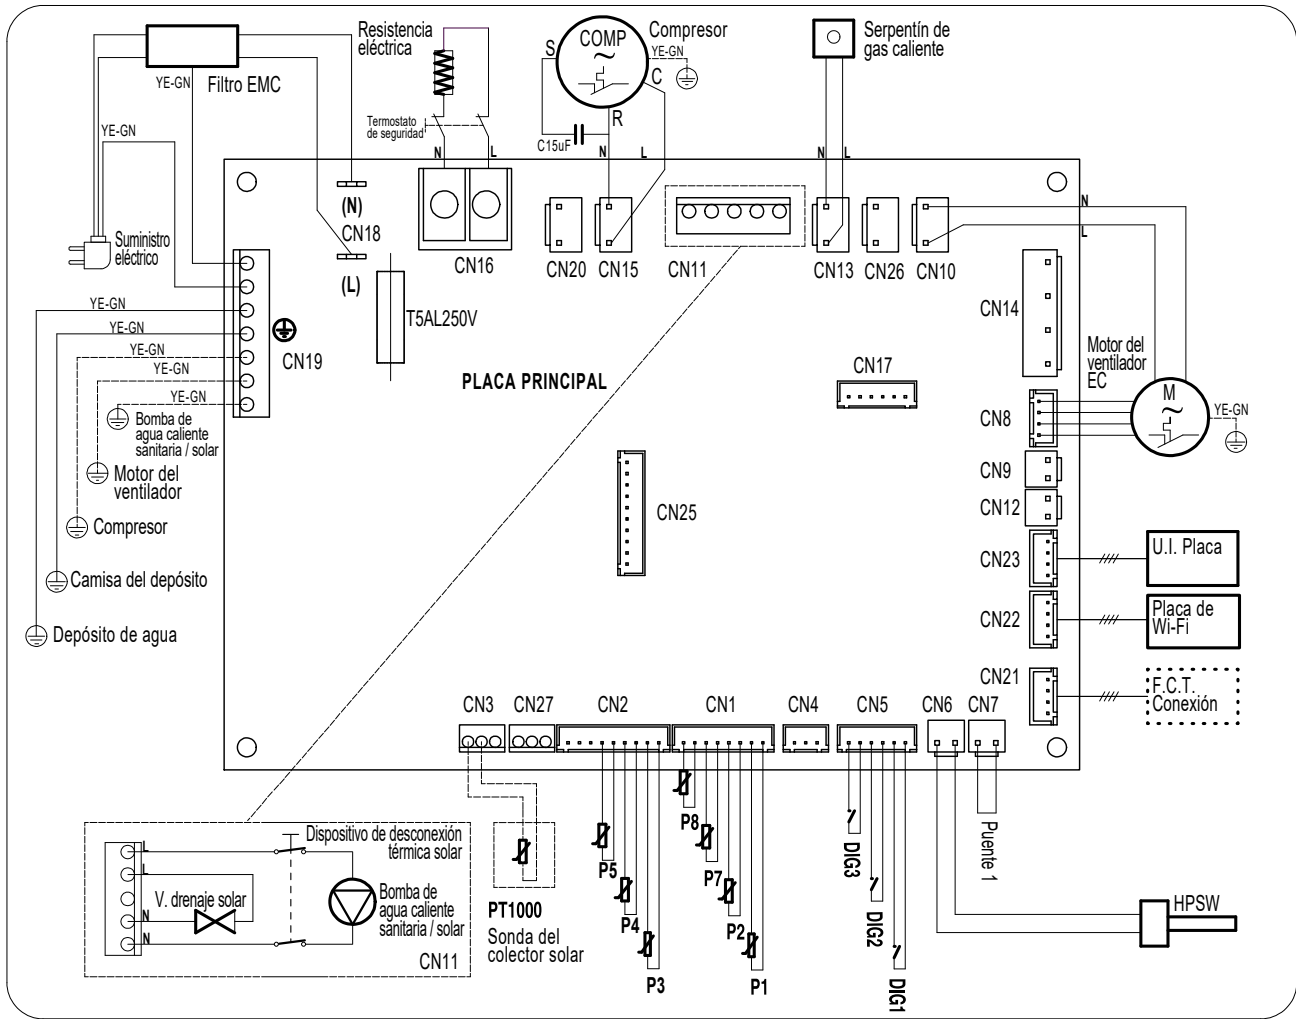 Filtro EMC
YE-GN
YE-GN
Suministro
eléctrico
YE-GN
YE-GN
YE-GN
YE-GN
YE-GN
Bomba de
agua caliente
sanitaria / solar
Motor del
ventilador
Compresor
Camisa del depósito
Depósito de agua
CN19
(N)
CN18
(L)
T5AL250V
Resistencia
eléctrica
Termostato
de seguridad
N
L
CN16
COMP
~
S
C
R
Compresor
YE-GN
C15uF
N
L
CN20
CN15
CN11
Serpentín de
gas caliente
N
L
CN13
CN26
CN10
N
L
CN14
Motor del
ventilador
EC
M
~
YE-GN
PLACA PRINCIPAL
CN17
CN8
CN9
CN12
CN25
CN23
U.I. Placa
CN22
Placa de
Wi-Fi
CN21
F.C.T.
Conexión
CN3
CN27
CN2
CN1
CN4
CN5
CN6
CN7
P5
P4
P3
P8
P7
P2
P1
DIG3
DIG2
DIG1
Puente 1
HPSW
PT1000
Sonda del
colector solar
Dispositivo de desconexión
térmica solar
L
L
V. drenaje solar
N
N
Bomba de
agua caliente
sanitaria / solar
CN11